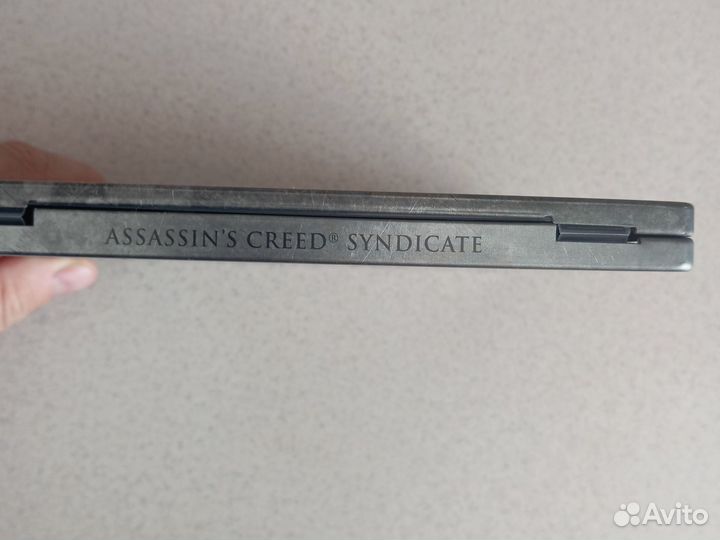 ASSASSIN'S CREED® SYNDICATE
Avito